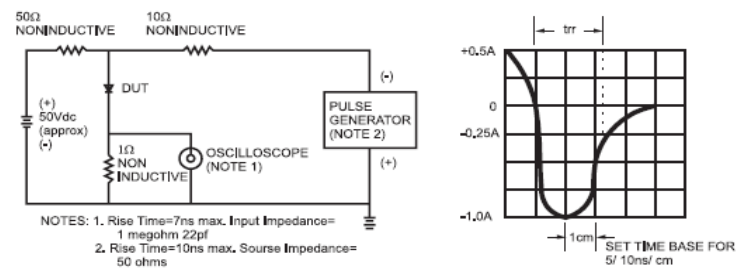 50Ω
NONINDUCTIVE
10Ω
NONINDUCTIVE
DUT
(+)
50Vdc
(approx)
(-)
1Ω
NON
INDUCTIVE
OSCILLOSCOPE
(NOTE 1)
(-)
PULSE
GENERATOR
(NOTE 2)
(+)
NOTES: 1. Rise Time=7ns max. Input Impedance=
1 megohm 22pf
2. Rise Time=10ns max. Sourse Impedance=
50 ohms
trr
+0.5A
0
-0.25A
-1.0A
1cm
SET TIME BASE FOR
5/ 10ns/ cm